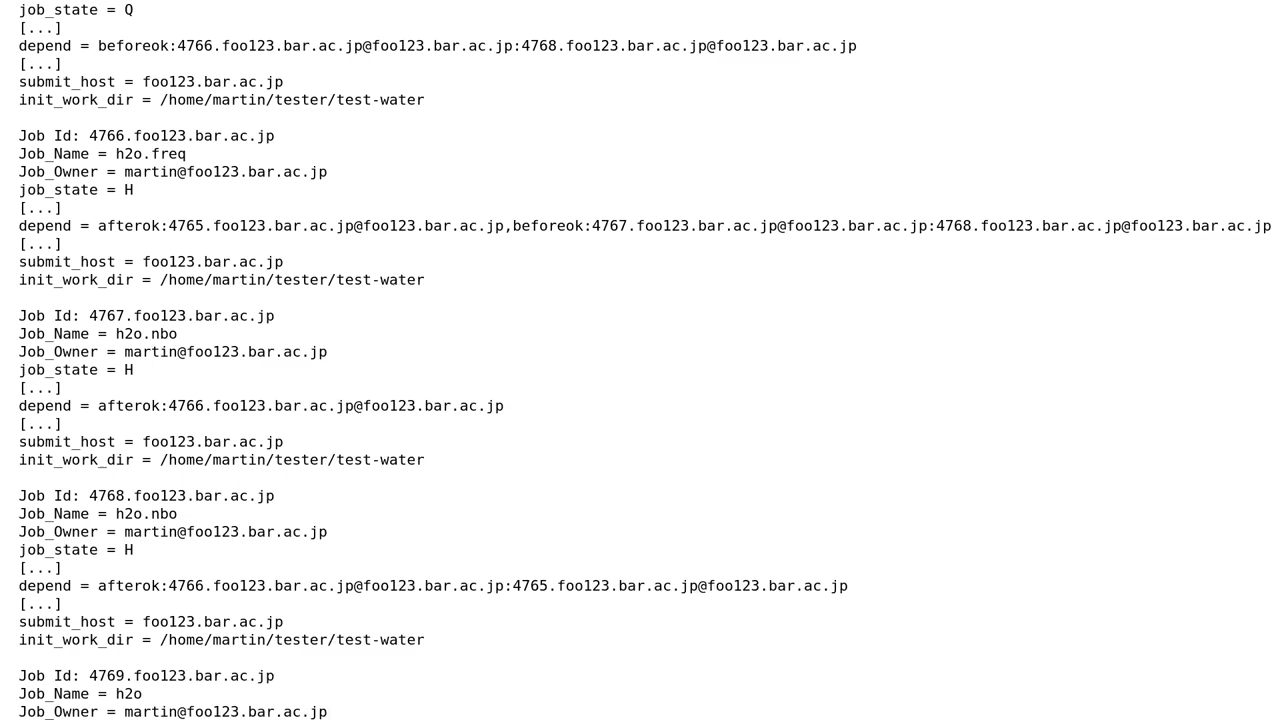 job_state = Q
[...]
depend = beforeok:4766.foo123.bar.ac.jp@foo123.bar.ac.jp:4768.foo123.bar.ac.jp@foo123.bar.ac.jp
[...]
submit_host = foo123.bar.ac.jp
init_work_dir = /home/martin/tester/test-water
Job Id: 4766.foo123.bar.ac.jp
Job_Name = h2o.freq
Job_Owner = martin@foo123.bar.ac.jp
job_state = H
[...]
depend = afterok:4765.foo123.bar.ac.jp@foo123.bar.ac.jp,beforeok:4767.foo123.bar.ac.jp@foo123.bar.ac.jp:4768.foo123.bar.ac.jp@foo123.bar.ac.jp
[...]
submit_host = foo123.bar.ac.jp
init_work_dir = /home/martin/tester/test-water
Job Id: 4767.foo123.bar.ac.jp
Job_Name = h2o.nbo
Job_Owner = martin@foo123.bar.ac.jp
job_state = H
[...]
depend = afterok:4766.foo123.bar.ac.jp@foo123.bar.ac.jp
[...]
submit_host = foo123.bar.ac.jp
init_work_dir = /home/martin/tester/test-water
Job Id: 4768.foo123.bar.ac.jp
Job_Name = h2o.nbo
Job_Owner = martin@foo123.bar.ac.jp
job_state = H
[...]
depend = afterok:4766.foo123.bar.ac.jp@foo123.bar.ac.jp:4765.foo123.bar.ac.jp@foo123.bar.ac.jp
[...]
submit_host = foo123.bar.ac.jp
init_work_dir = /home/martin/tester/test-water
Job Id: 4769.foo123.bar.ac.jp
Job_Name = h2o
Job_Owner = martin@foo123.bar.ac.jp